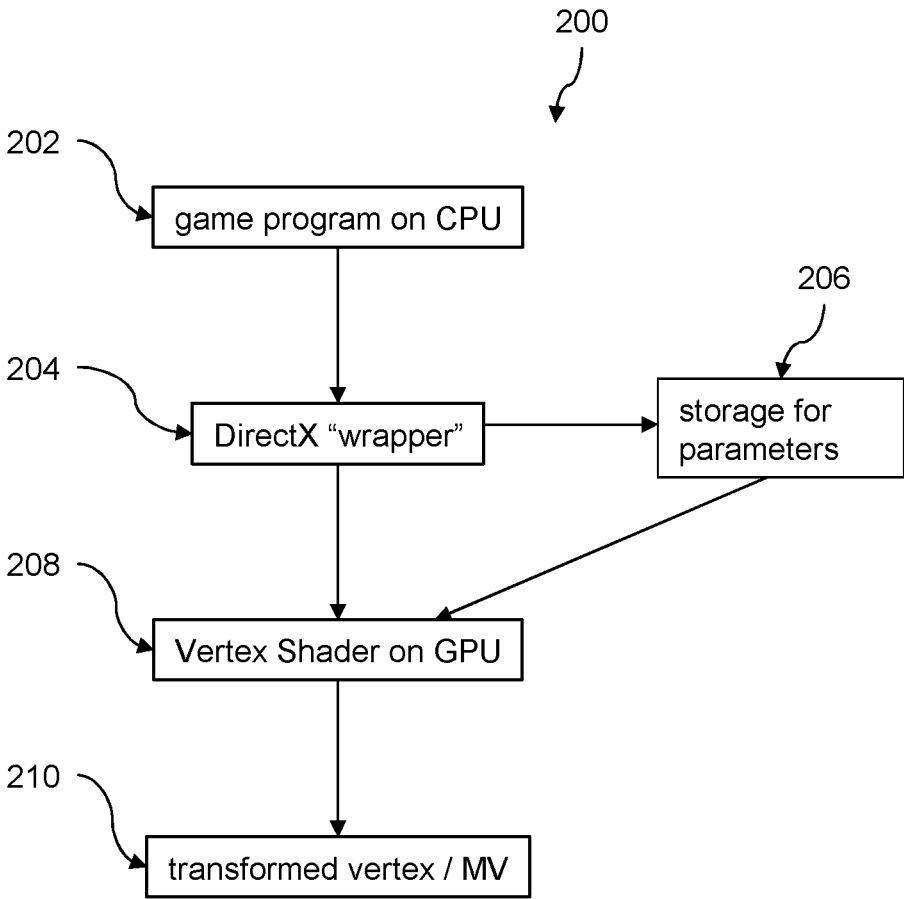 200
202
game program on CPU
206
204
DirectX “wrapper”
storage for
parameters
208
Vertex Shader on GPU
210
transformed vertex / MV